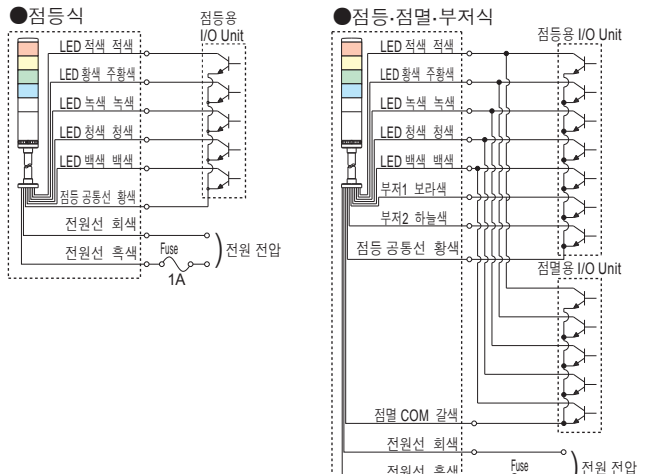 ●점등식
점등용
I/O Unit
LED 적색 적색
LED 황색 주황색
LED 녹색 녹색
LED 청색 청색
LED 백색 백색
점등 공통선 황색
전원선 회색
전원선 흑색
Fuse
1A
전원 전압
●점등·점멸·부저식
점등용 I/O Unit
LED 적색 적색
LED 황색 주황색
LED 녹색 녹색
LED 청색 청색
LED 백색 백색
부저1 보라색
부저2 하늘색
점등 공통선 황색
점멸용 I/O Unit
점멸 COM 갈색
전원선 회색
전원선 흑색
Fuse
전원 전압